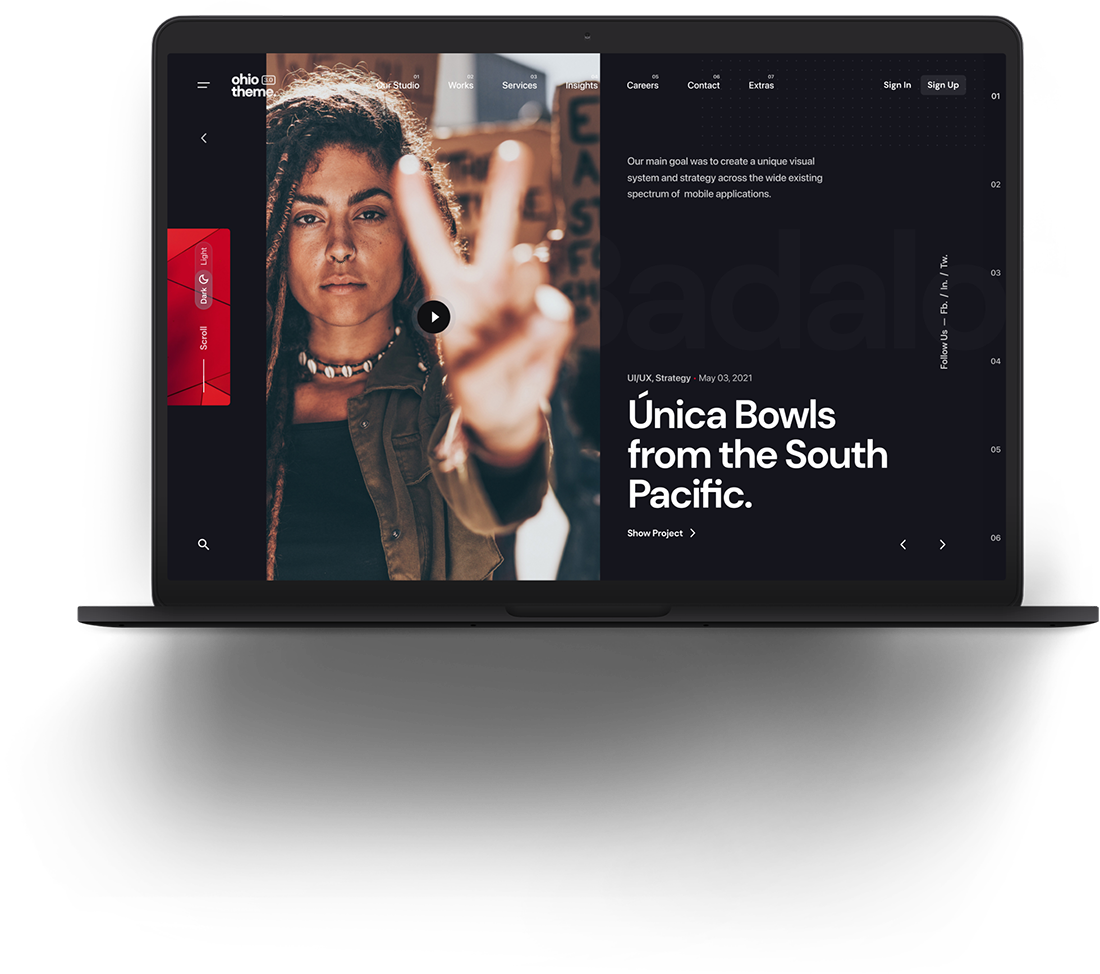 ohio 3.0
theme.
01
Our Studio
02
Works
03
Services
Insights
05
Careers
06
Contact
07
Extras
Sign In
Sign Up
01
02
03
04
05
06
Our main goal was to create a unique visual
system and strategy across the wide existing
spectrum of mobile applications.
Badalo
Light
Dark
Scroll
Follow Us — Fb. / In. / Tw.
UI/UX, Strategy • May 03, 2021
Única Bowls
from the South
Pacific.
Show Project